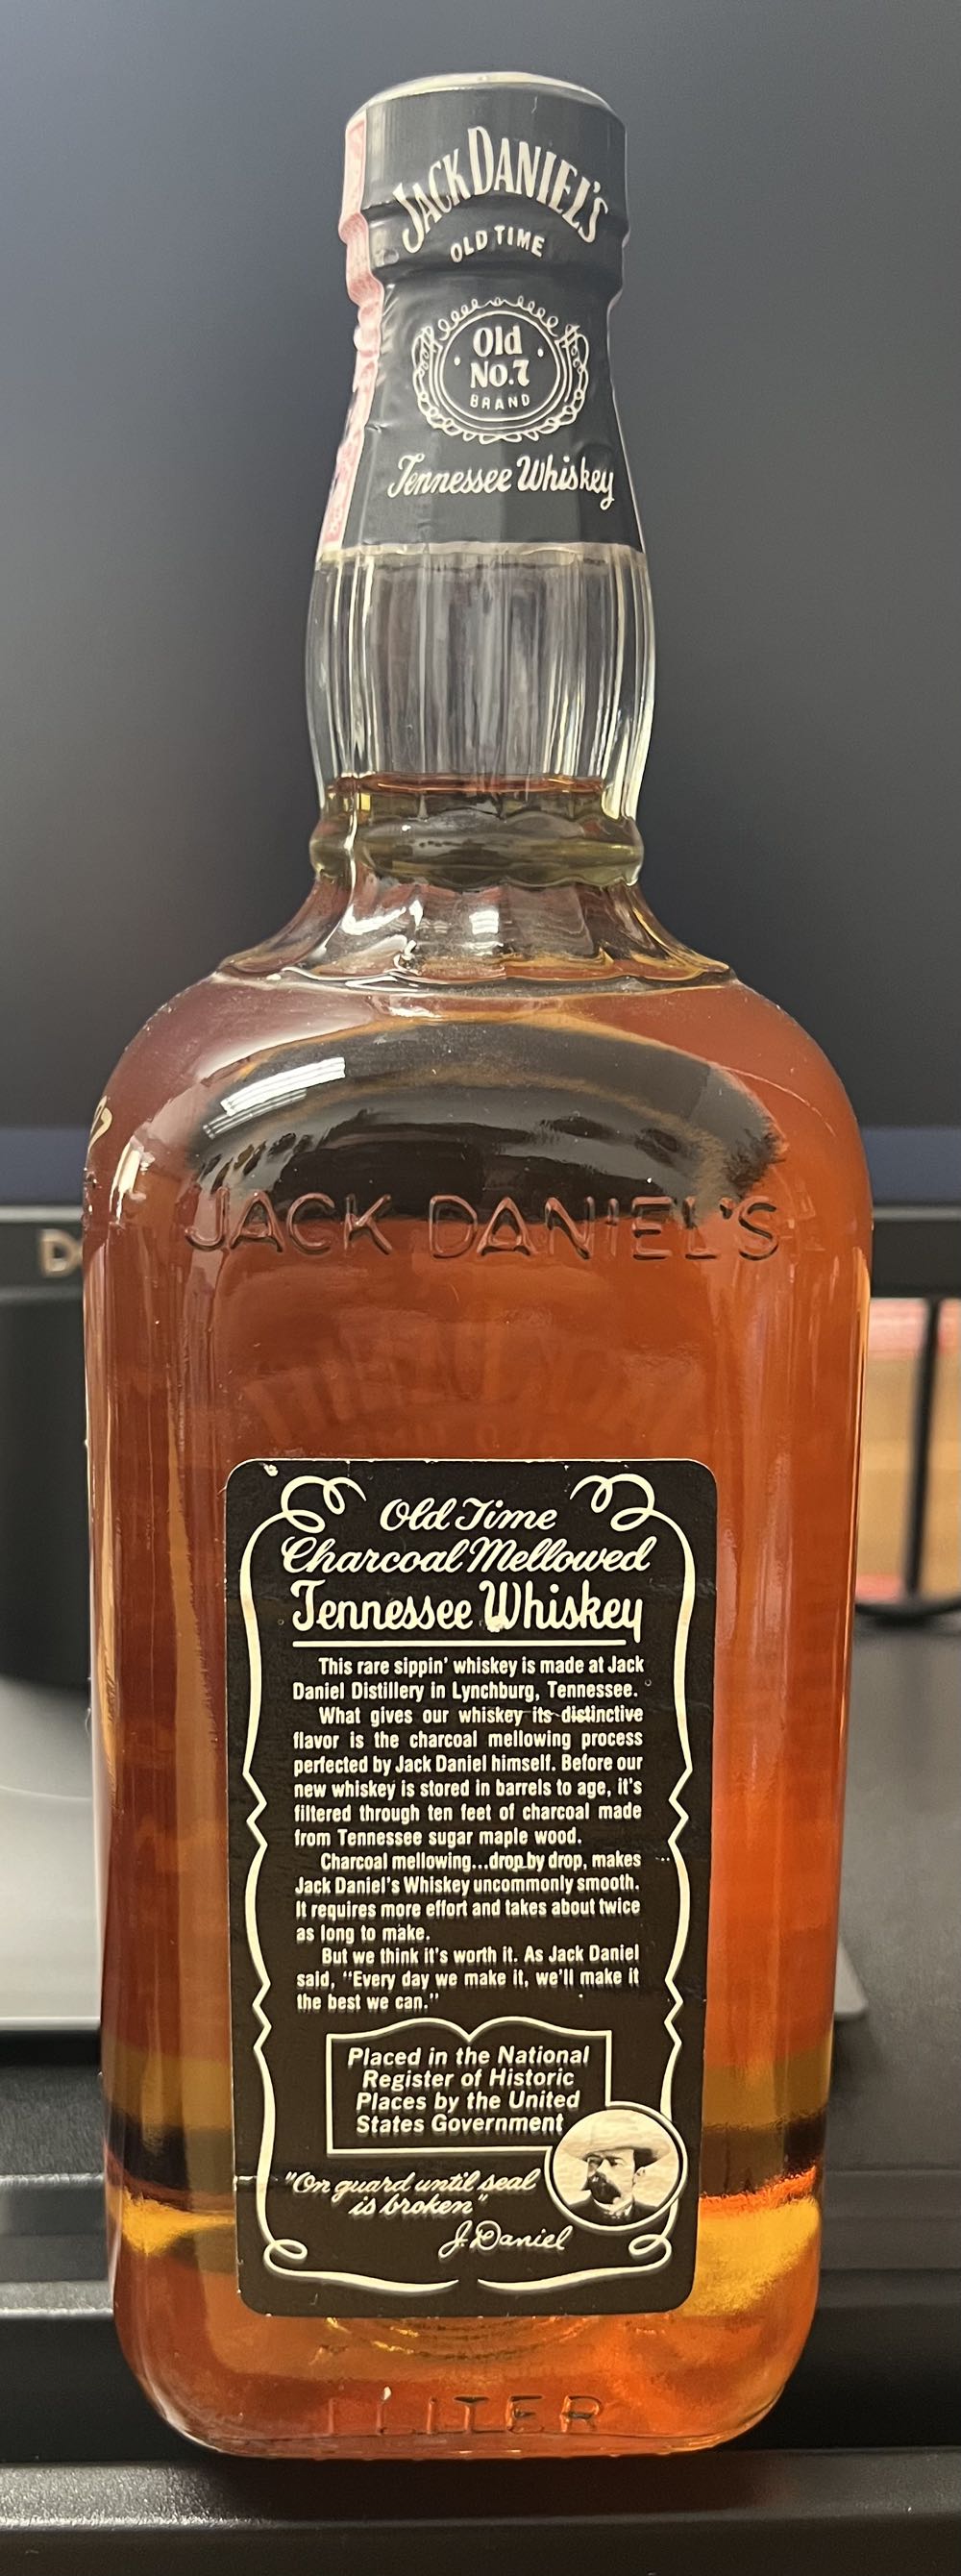 JACK DANIEL'S
OLD TIME
Old
No.7
BRAND
Tennessee Whiskey
JACK DANIEL'S
Old Time
Charcoal Mellowed
Tennessee Whiskey
This rare sippin' whiskey is made at Jack
Daniel Distillery in Lynchburg, Tennessee.
What gives our whiskey its distinctive
flavor is the charcoal mellowing process
perfected by Jack Daniel himself. Before our
new whiskey is stored in barrels to age, it's
filtered through ten feet of charcoal made
from Tennessee sugar maple wood.
Charcoal mellowing...drop by drop, makes
Jack Daniel's Whiskey uncommonly smooth.
It requires more effort and takes about twice
as long to make.
But we think it's worth it. As Jack Daniel
said, "Every day we make it, we'll make it
the best we can."
Placed in the National
Register of Historic
Places by the United
States Government
"On guard until seal
is broken"
J. Daniel
1 LITER